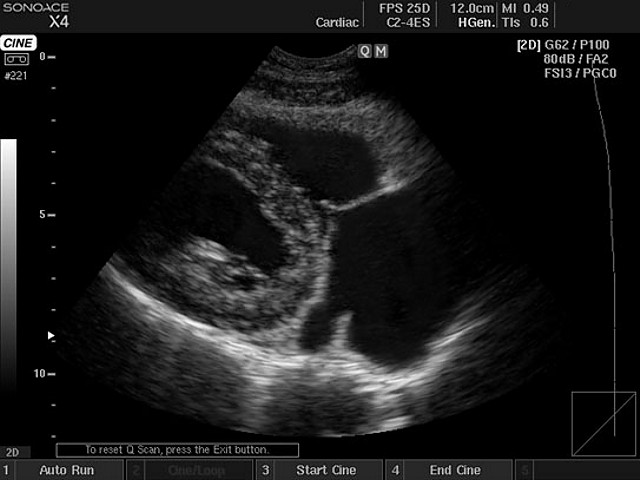 SONOACE
X4
Cardiac
FPS 25D
C2-4ES
12.0cm
HGen.
MI 0.49
TIs 0.6
CINE
#221
0
Q M
[2D] G62 / P100
80dB / FA2
FSI3 / PGC0
5
10
2D
To reset Q Scan, press the Exit button.
1 Auto Run
2 Cine/Loop
3 Start Cine
4 End Cine
5